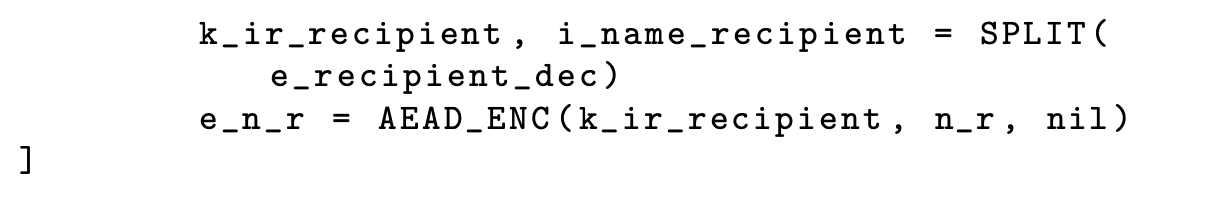 k_ir_recipient, i_name_recipient = SPLIT(
e_recipient_dec)
e_n_r = AEAD_ENC(k_ir_recipient, n_r, nil)
]